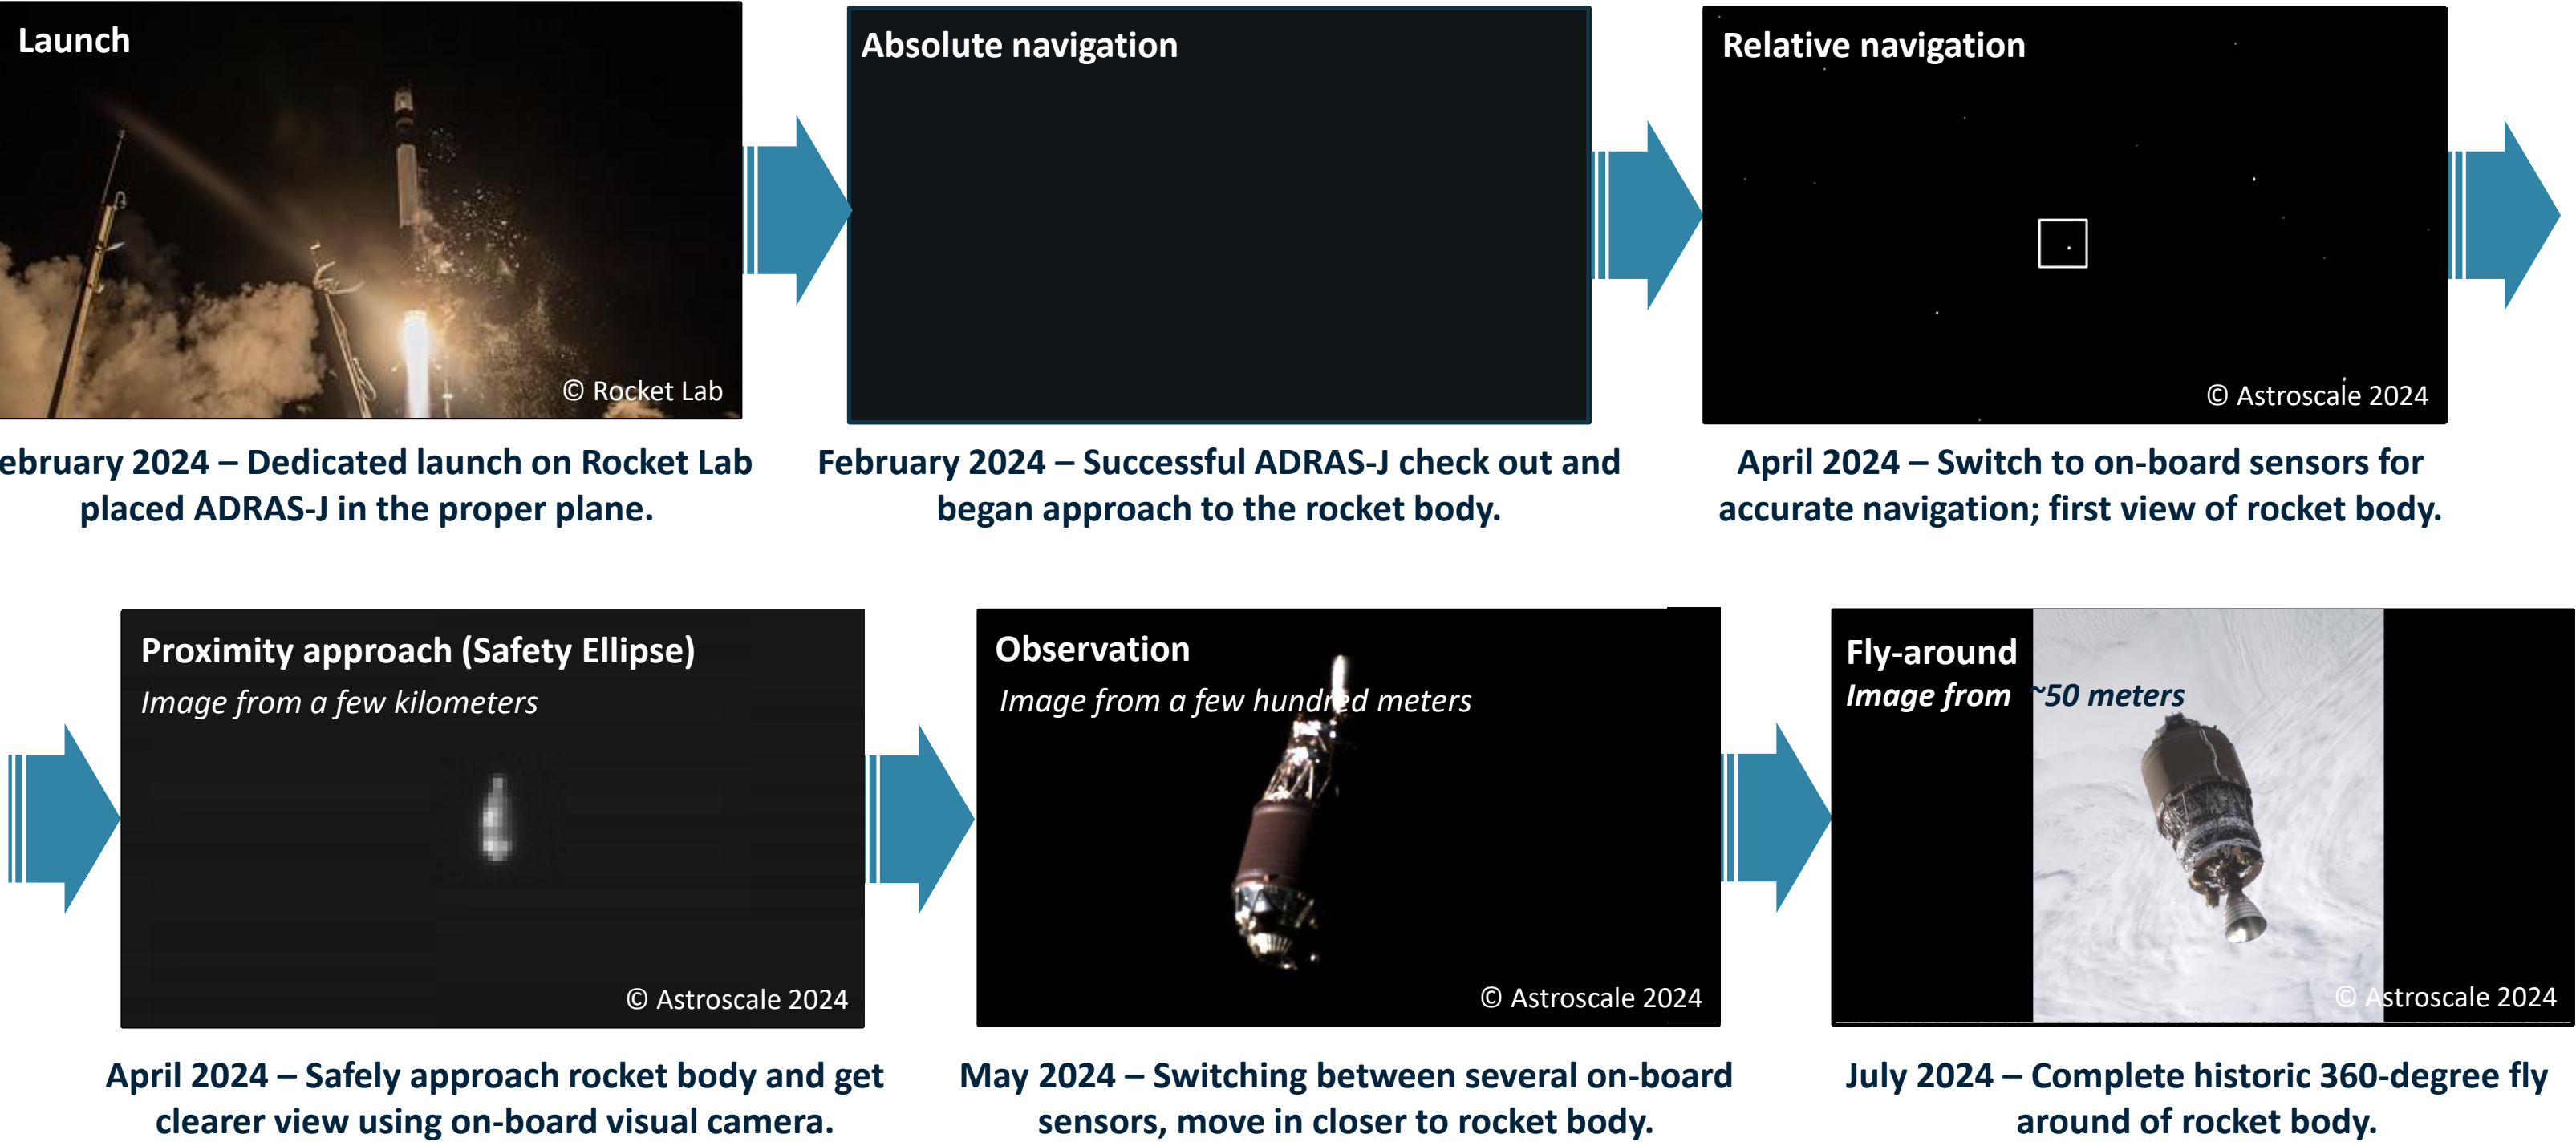 Launch
© Rocket Lab
ebruary 2024 – Dedicated launch on Rocket Lab
placed ADRAS-J in the proper plane.
Absolute navigation
February 2024 – Successful ADRAS-J check out and
began approach to the rocket body.
Relative navigation
© Astroscale 2024
April 2024 – Switch to on-board sensors for
accurate navigation; first view of rocket body.
Proximity approach (Safety Ellipse)
Image from a few kilometers
© Astroscale 2024
April 2024 – Safely approach rocket body and get
clearer view using on-board visual camera.
Observation
Image from a few hundred meters
© Astroscale 2024
May 2024 – Switching between several on-board
sensors, move in closer to rocket body.
Fly-around
Image from ~50 meters
© Astroscale 2024
July 2024 – Complete historic 360-degree fly
around of rocket body.